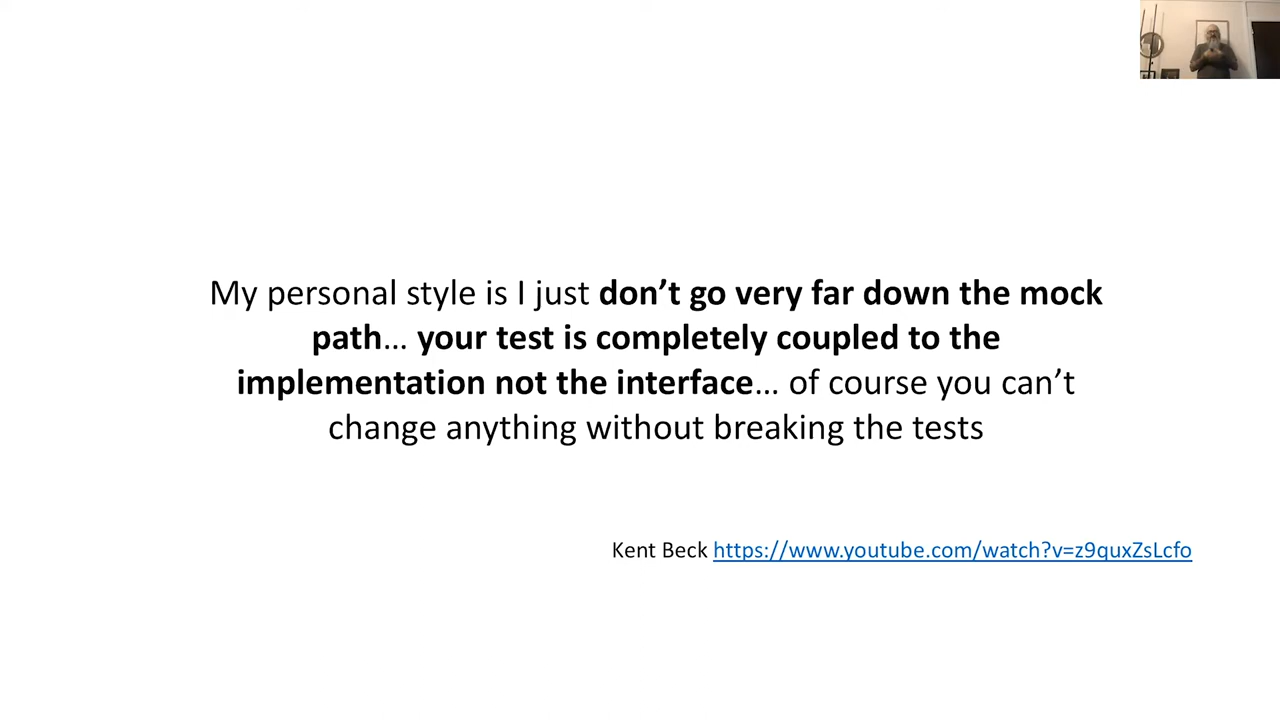 My personal style is I just don’t go very far down the mock
path… your test is completely coupled to the
implementation not the interface… of course you can’t
change anything without breaking the tests
Kent Beck https://www.youtube.com/watch?v=z9quxZsLcfo